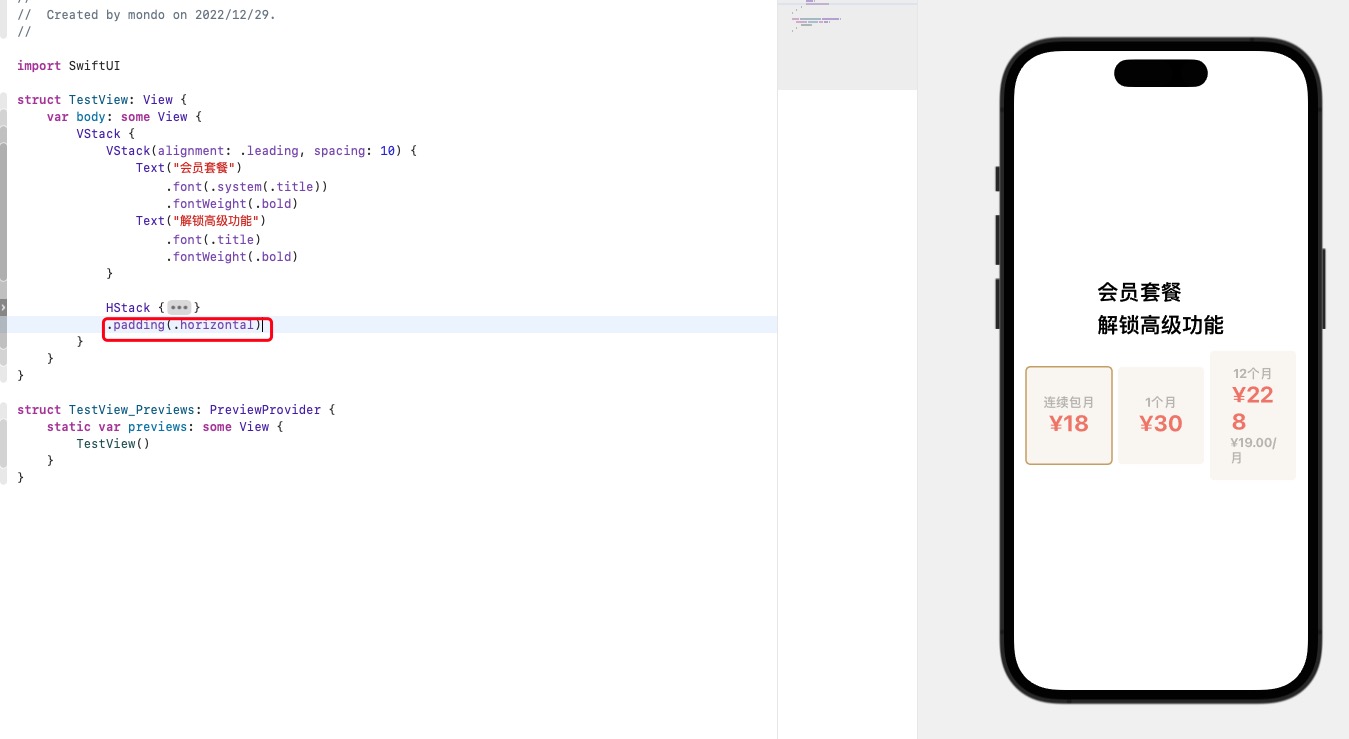 //
//  Created by mondo on 2022/12/29.
//
import SwiftUI
struct TestView: View {
    var body: some View {
        VStack {
            VStack(alignment: .leading, spacing: 10) {
                Text("会员套餐")
                    .font(.system(.title))
                    .fontWeight(.bold)
                Text("解锁高级功能")
                    .font(.title)
                    .fontWeight(.bold)
            }
            HStack {•••}
            .padding(.horizontal)
        }
    }
}
struct TestView_Previews: PreviewProvider {
    static var previews: some View {
        TestView()
    }
}
会员套餐
解锁高级功能
连续包月
¥18
1个月
¥30
12个月
¥22
8
¥19.00/
月